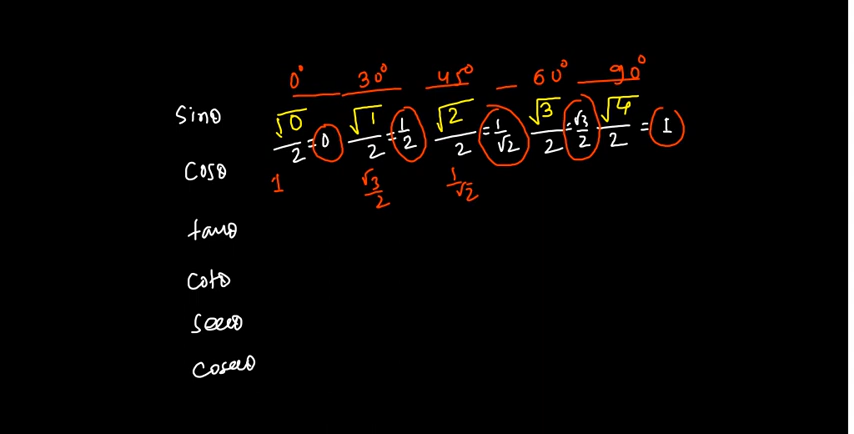 0° 30° 45° 60° 90°
sinθ √0/2=0 √1/2=1/2 √2/2=1/√2 √3/2=√3/2 √4/2=1
cosθ 1 √3/2 1/√2
tanθ
cotθ
secθ
cosecθ